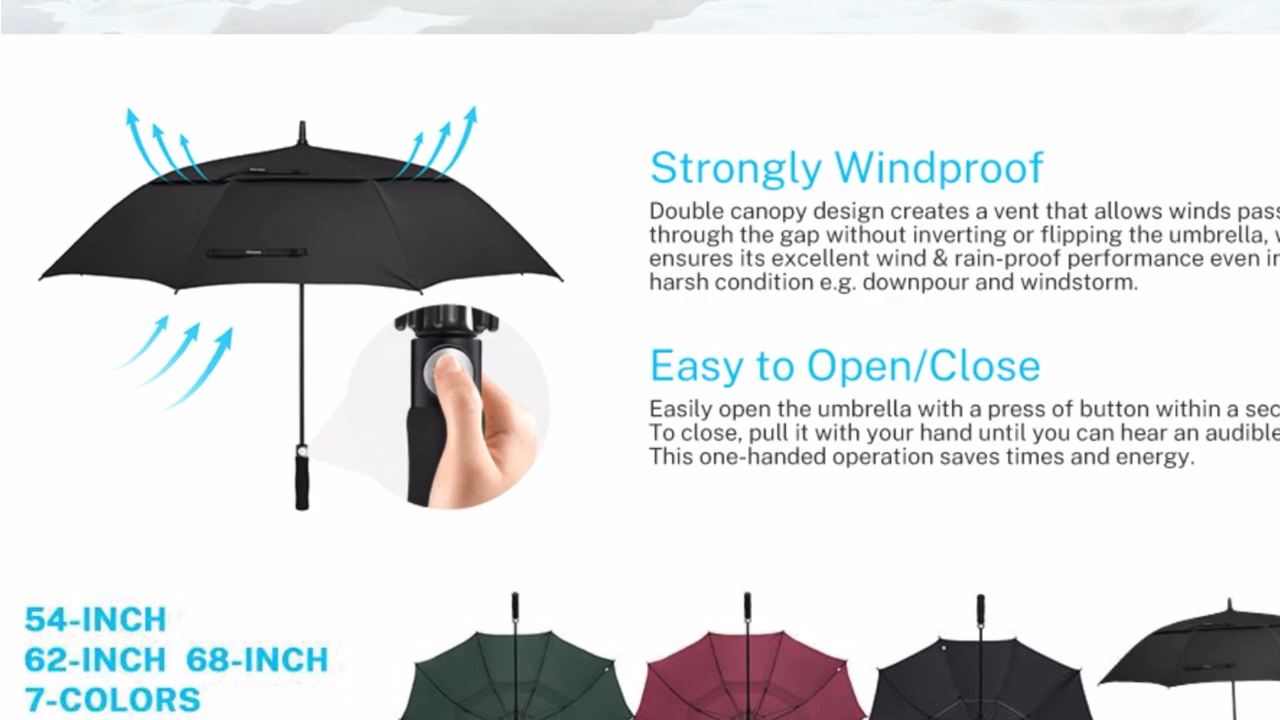 Strongly Windproof
Double canopy design creates a vent that allows winds pass
through the gap without inverting or flipping the umbrella,
ensures its excellent wind & rain-proof performance even in
harsh condition e.g. downpour and windstorm.
Easy to Open/Close
Easily open the umbrella with a press of button within a sec
To close, pull it with your hand until you can hear an audible
This one-handed operation saves times and energy.
54-INCH
62-INCH 68-INCH
7-COLORS